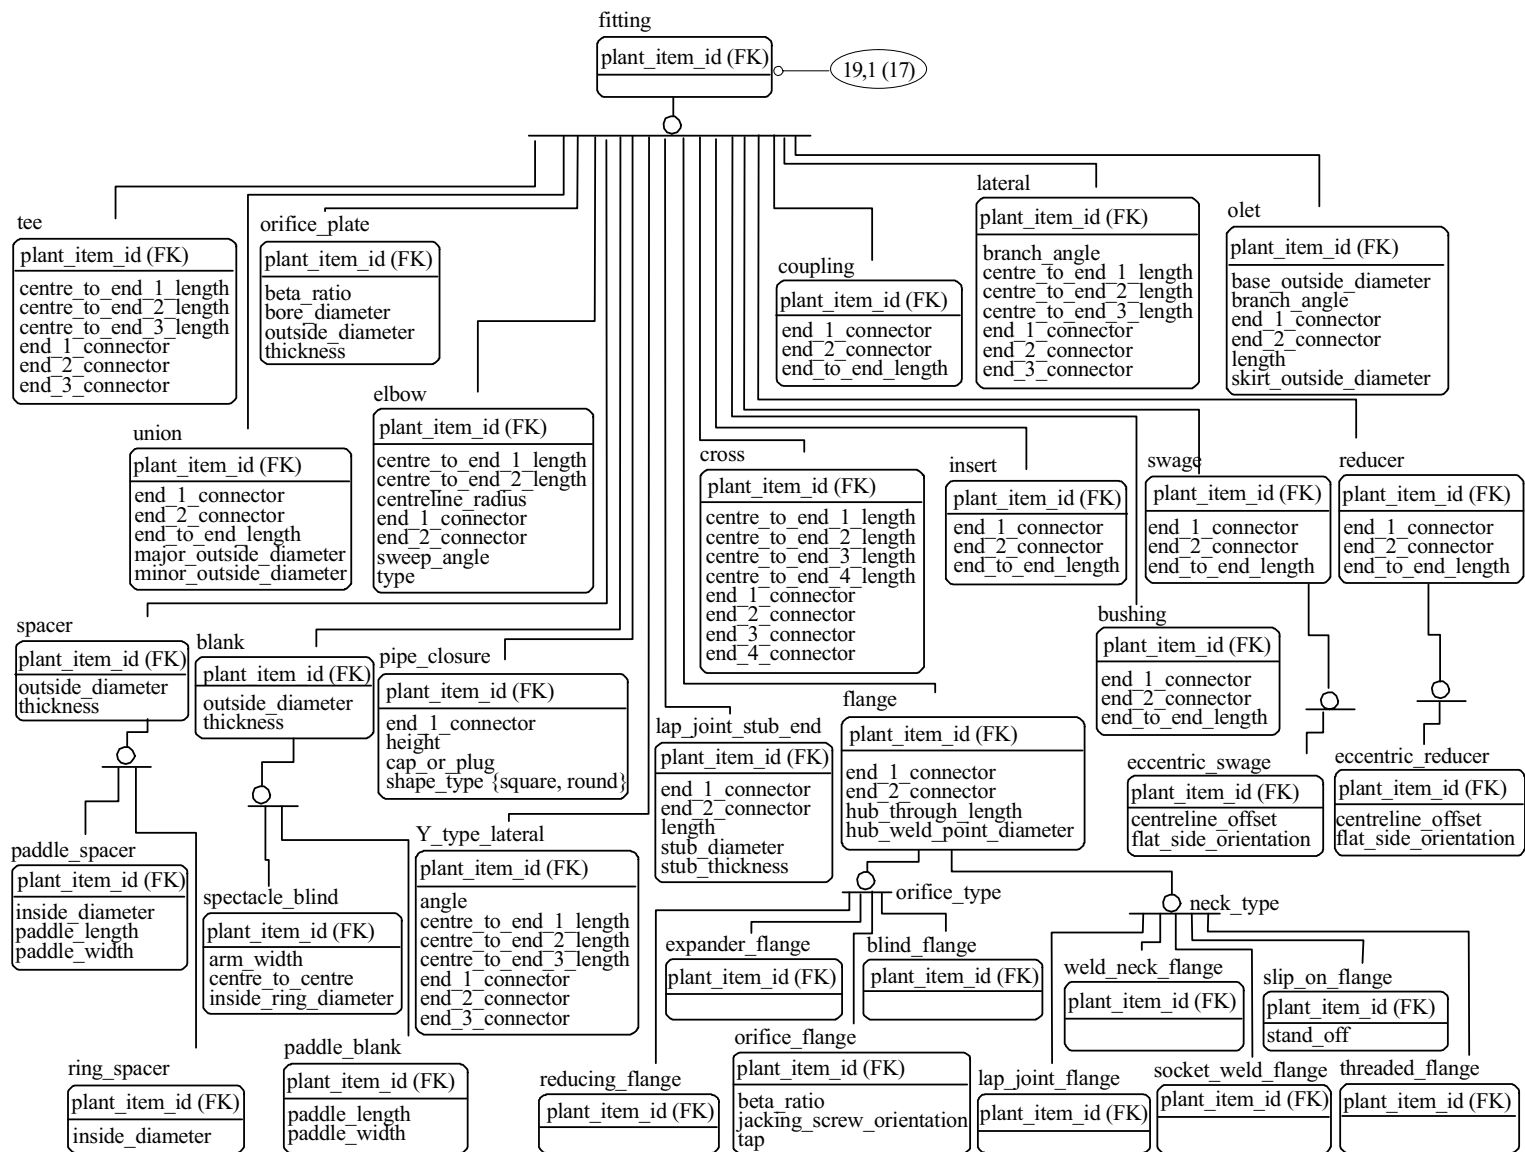 fitting
plant_item_id (FK)
19,1 (17)
tee
plant_item_id (FK)
centre_to_end_1_length
centre_to_end_2_length
centre_to_end_3_length
end_1_connector
end_2_connector
end_3_connector
orifice_plate
plant_item_id (FK)
beta_ratio
bore_diameter
outside_diameter
thickness
coupling
plant_item_id (FK)
end_1_connector
end_2_connector
end_to_end_length
lateral
plant_item_id (FK)
branch_angle
centre_to_end_1_length
centre_to_end_2_length
centre_to_end_3_length
end_1_connector
end_2_connector
end_3_connector
olet
plant_item_id (FK)
base_outside_diameter
branch_angle
end_1_connector
end_2_connector
length
skirt_outside_diameter
union
plant_item_id (FK)
end_1_connector
end_2_connector
end_to_end_length
major_outside_diameter
minor_outside_diameter
elbow
plant_item_id (FK)
centre_to_end_1_length
centre_to_end_2_length
centreline_radius
end_1_connector
end_2_connector
sweep_angle
type
cross
plant_item_id (FK)
centre_to_end_1_length
centre_to_end_2_length
centre_to_end_3_length
centre_to_end_4_length
end_1_connector
end_2_connector
end_3_connector
end_4_connector
insert
plant_item_id (FK)
end_1_connector
end_2_connector
end_to_end_length
swage
plant_item_id (FK)
end_1_connector
end_2_connector
end_to_end_length
reducer
plant_item_id (FK)
end_1_connector
end_2_connector
end_to_end_length
spacer
plant_item_id (FK)
outside_diameter
thickness
blank
plant_item_id (FK)
outside_diameter
thickness
pipe_closure
plant_item_id (FK)
end_1_connector
height
cap_or_plug
shape_type {square, round}
lap_joint_stub_end
plant_item_id (FK)
end_1_connector
end_2_connector
length
stub_diameter
stub_thickness
flange
plant_item_id (FK)
end_1_connector
end_2_connector
hub_through_length
hub_weld_point_diameter
bushing
plant_item_id (FK)
end_1_connector
end_2_connector
end_to_end_length
eccentric_swage
plant_item_id (FK)
centreline_offset
flat_side_orientation
eccentric_reducer
plant_item_id (FK)
centreline_offset
flat_side_orientation
paddle_spacer
plant_item_id (FK)
inside_diameter
paddle_length
paddle_width
spectacle_blind
plant_item_id (FK)
arm_width
centre_to_centre
inside_ring_diameter
Y_type_lateral
plant_item_id (FK)
angle
centre_to_end_1_length
centre_to_end_2_length
centre_to_end_3_length
end_1_connector
end_2_connector
end_3_connector
orifice_type
neck_type
expander_flange
plant_item_id (FK)
blind_flange
plant_item_id (FK)
weld_neck_flange
plant_item_id (FK)
slip_on_flange
plant_item_id (FK)
stand_off
ring_spacer
plant_item_id (FK)
inside_diameter
paddle_blank
plant_item_id (FK)
paddle_length
paddle_width
reducing_flange
plant_item_id (FK)
orifice_flange
plant_item_id (FK)
beta_ratio
jacking_screw_orientation
tap
lap_joint_flange
plant_item_id (FK)
socket_weld_flange
plant_item_id (FK)
threaded_flange
plant_item_id (FK)